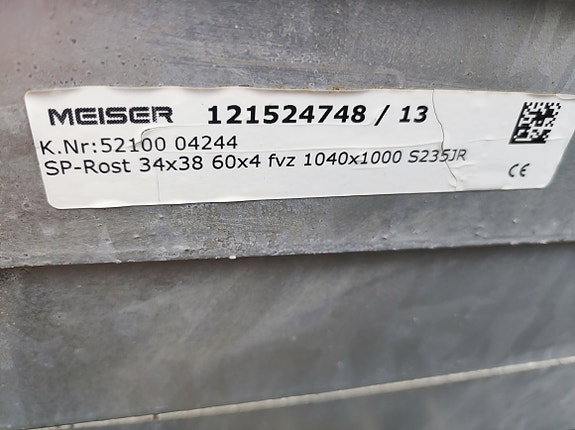 MEISER 121524748 / 13
K.Nr:52100 04244
SP-Rost 34x38 60x4 fvz 1040x1000 S235JR
CE